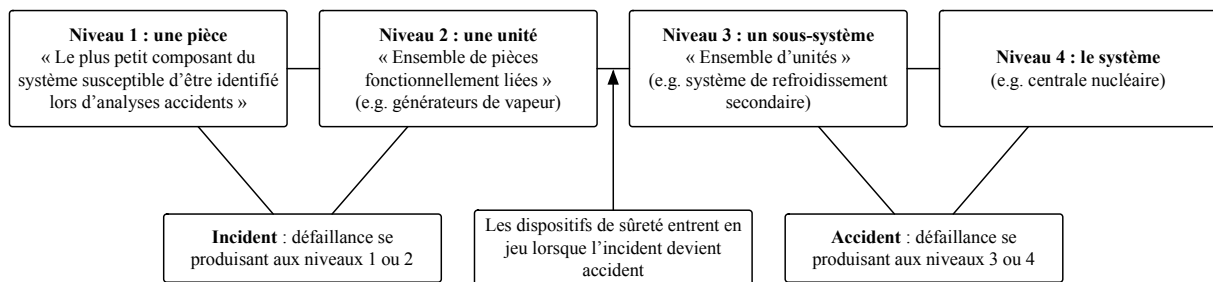 Niveau 1 : une pièce
« Le plus petit composant du
système susceptible d'être identifié
lors d'analyses accidents »
Niveau 2 : une unité
« Ensemble de pièces
fonctionnellement liées »
(e.g. générateurs de vapeur)
Niveau 3 : un sous-système
« Ensemble d'unités »
(e.g. système de refroidissement
secondaire)
Niveau 4 : le système
(e.g. centrale nucléaire)
Incident : défaillance se
produisant aux niveaux 1 ou 2
Les dispositifs de sûreté entrent en
jeu lorsque l'incident devient
accident
Accident : défaillance se
produisant aux niveaux 3 ou 4